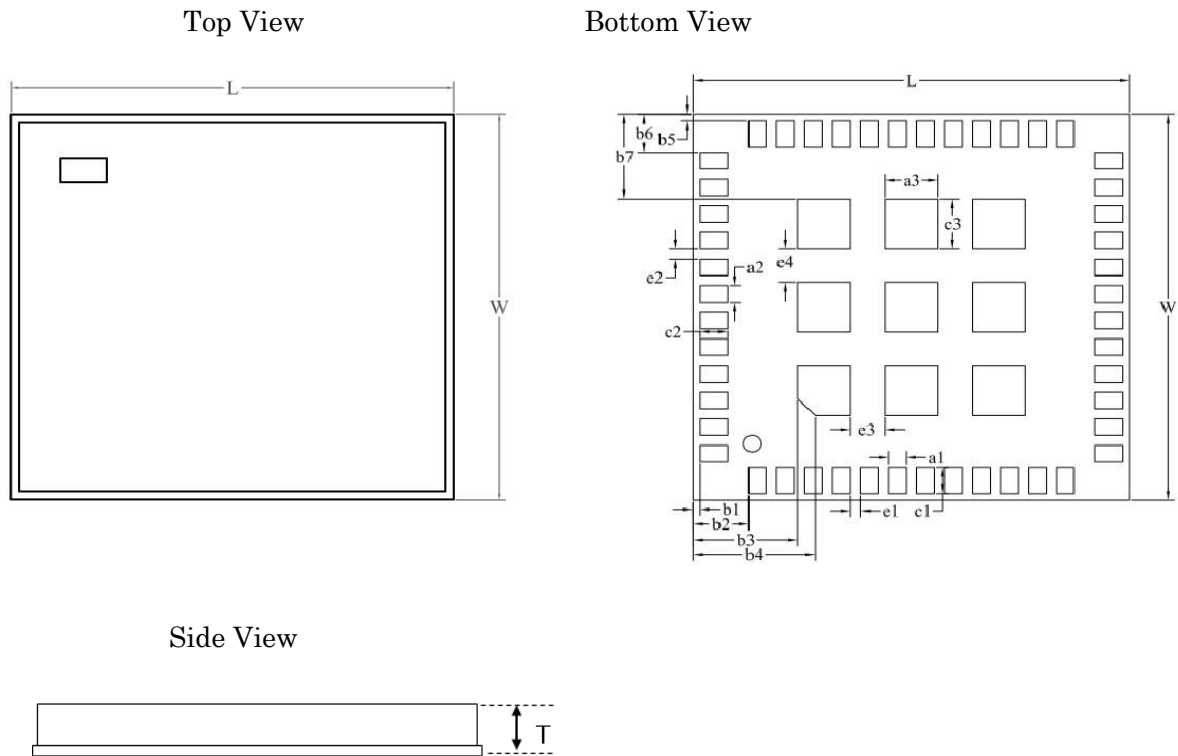 Top View
Bottom View
L
L
b6
b5
b7
a3
c3
e2
a2
e4
W
W
c2
e3
a1
b1
e1
c1
b2
b3
b4
Side View
T